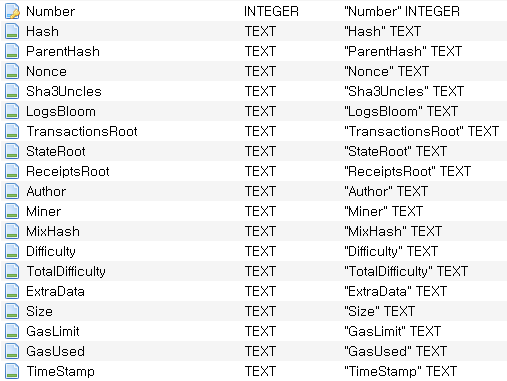 Number INTEGER "Number" INTEGER
Hash TEXT "Hash" TEXT
ParentHash TEXT "ParentHash" TEXT
Nonce TEXT "Nonce" TEXT
Sha3Uncles TEXT "Sha3Uncles" TEXT
LogsBloom TEXT "LogsBloom" TEXT
TransactionsRoot TEXT "TransactionsRoot" TEXT
StateRoot TEXT "StateRoot" TEXT
ReceiptsRoot TEXT "ReceiptsRoot" TEXT
Author TEXT "Author" TEXT
Miner TEXT "Miner" TEXT
MixHash TEXT "MixHash" TEXT
Difficulty TEXT "Difficulty" TEXT
TotalDifficulty TEXT "TotalDifficulty" TEXT
ExtraData TEXT "ExtraData" TEXT
Size TEXT "Size" TEXT
GasLimit TEXT "GasLimit" TEXT
GasUsed TEXT "GasUsed" TEXT
TimeStamp TEXT "TimeStamp" TEXT